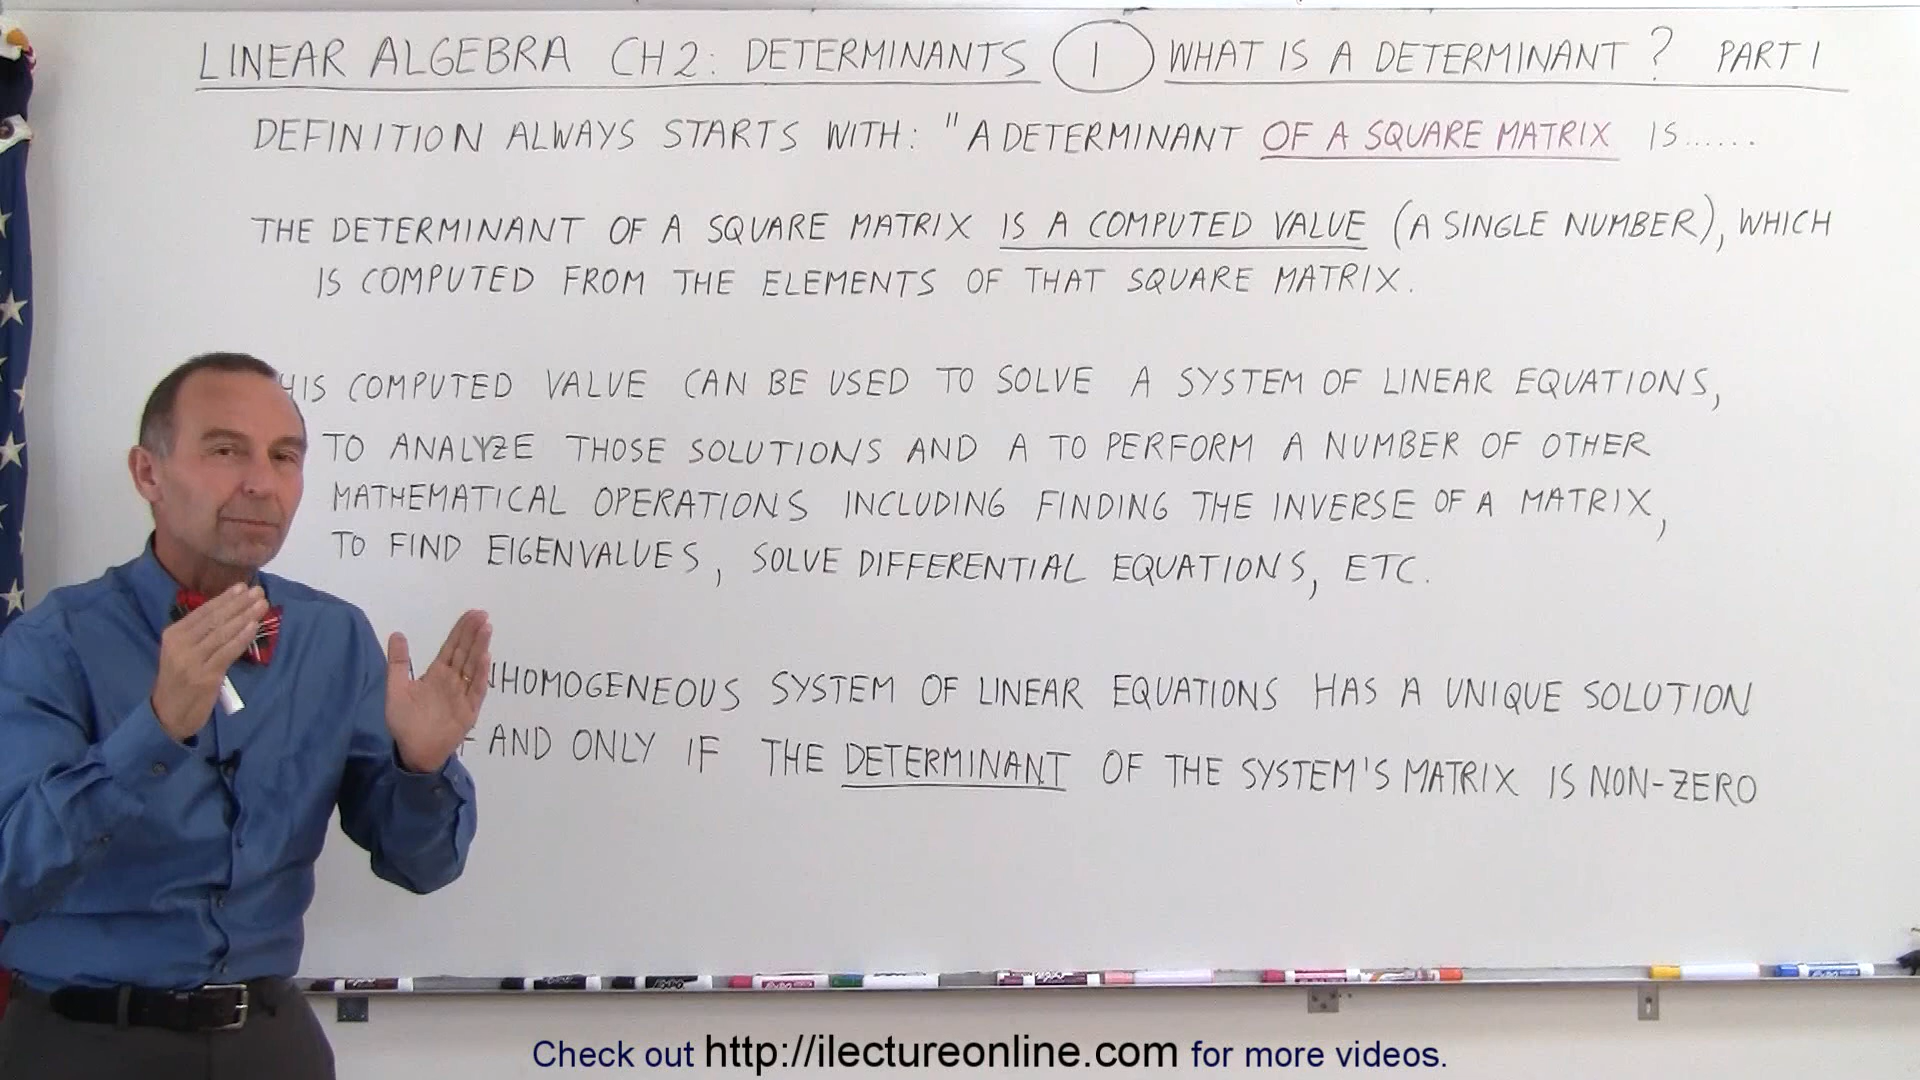 LINEAR ALGEBRA CH 2: DETERMINANTS 1 WHAT IS A DETERMINANT? PART 1
DEFINITION ALWAYS STARTS WITH: "A DETERMINANT OF A SQUARE MATRIX IS......
THE DETERMINANT OF A SQUARE MATRIX IS A COMPUTED VALUE (A SINGLE NUMBER), WHICH
IS COMPUTED FROM THE ELEMENTS OF THAT SQUARE MATRIX.
HIS COMPUTED VALUE CAN BE USED TO SOLVE A SYSTEM OF LINEAR EQUATIONS,
TO ANALYZE THOSE SOLUTIONS AND A TO PERFORM A NUMBER OF OTHER
MATHEMATICAL OPERATIONS INCLUDING FINDING THE INVERSE OF A MATRIX,
TO FIND EIGENVALUES, SOLVE DIFFERENTIAL EQUATIONS, ETC.
NHOMOGENEOUS SYSTEM OF LINEAR EQUATIONS HAS A UNIQUE SOLUTION
F AND ONLY IF THE DETERMINANT OF THE SYSTEM'S MATRIX IS NON-ZERO
Check out http://ilectureonline.com for more videos.